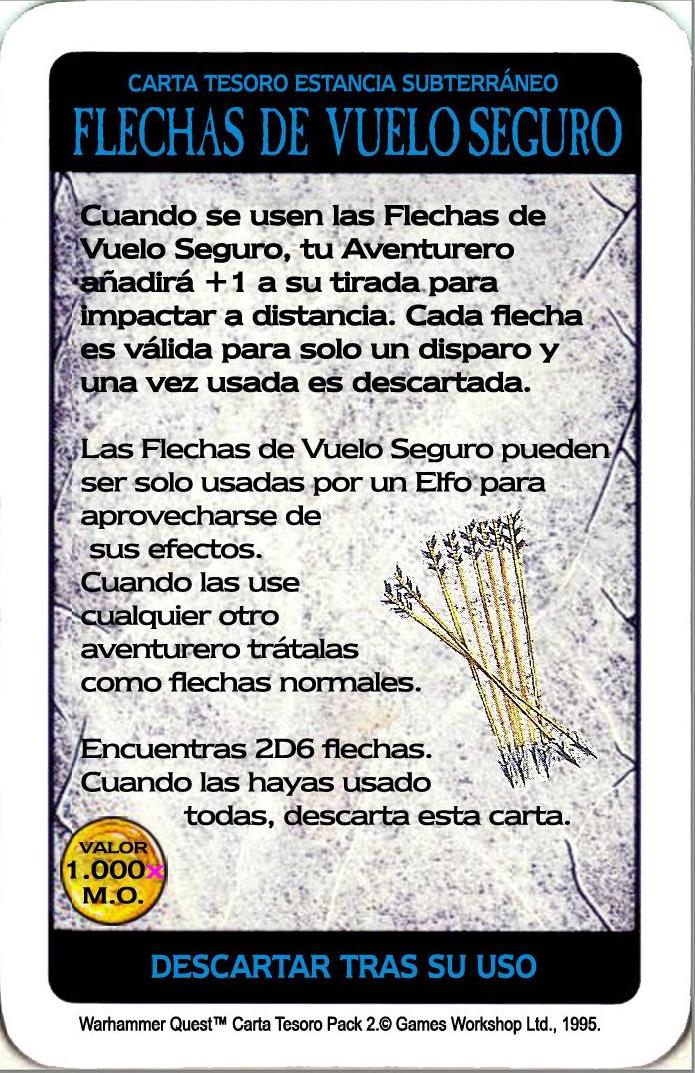 CARTA TESORO ESTANCIA SUBTERRÁNEO
FLECHAS DE VUELO SEGURO
Cuando se usen las Flechas de
Vuelo Seguro, tu Aventurero
añadirá +1 a su tirada para
impactar a distancia. Cada flecha
es válida para solo un disparo y
una vez usada es descartada.
Las Flechas de Vuelo Seguro pueden
ser solo usadas por un Elfo para
aprovecharse de
sus efectos.
Cuando las use
cualquier otro
aventurero trátalas
como flechas normales.
Encuentras 2D6 flechas.
Cuando las hayas usado
todas, descarta esta carta.
VALOR
1.000x
M.O.
DESCARTAR TRAS SU USO
Warhammer Quest™ Carta Tesoro Pack 2.© Games Workshop Ltd., 1995.